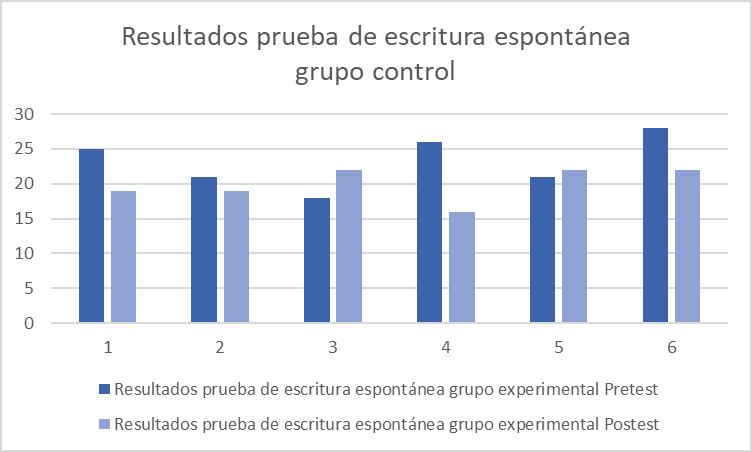 Resultados prueba de escritura espontánea
grupo control
30
25
20
15
10
5
0
1 2 3 4 5 6
Resultados prueba de escritura espontánea grupo experimental Pretest
Resultados prueba de escritura espontánea grupo experimental Postest